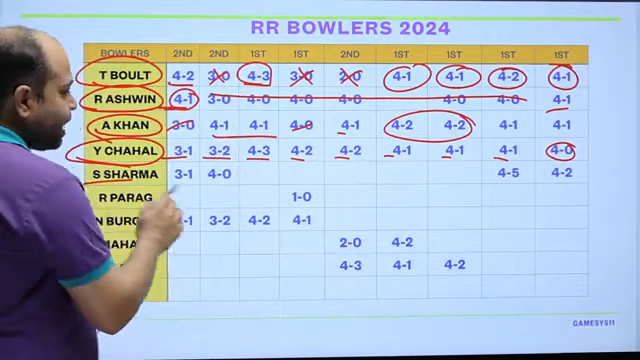 RR BOWLERS 2024
BOWLERS 2ND 2ND 1ST 1ST 2ND 1ST 1ST 1ST 1ST
T BOULT 4-2 3-0 4-3 3-0 2-0 4-1 4-1 4-2 4-1
R ASHWIN 4-1 3-0 4-0 4-0 4-0 4-0 4-0 4-1
A KHAN 3-0 4-1 4-1 4-0 4-1 4-2 4-2 4-1 4-1
Y CHAHAL 3-1 3-2 4-3 4-2 4-2 4-1 4-1 4-1 4-0
S SHARMA 3-1 4-0 4-5 4-2
R PARAG 1-0
N BURG -1 3-2 4-2 4-1
MAHA 2-0 4-2
4-3 4-1 4-2
GAMESYS11